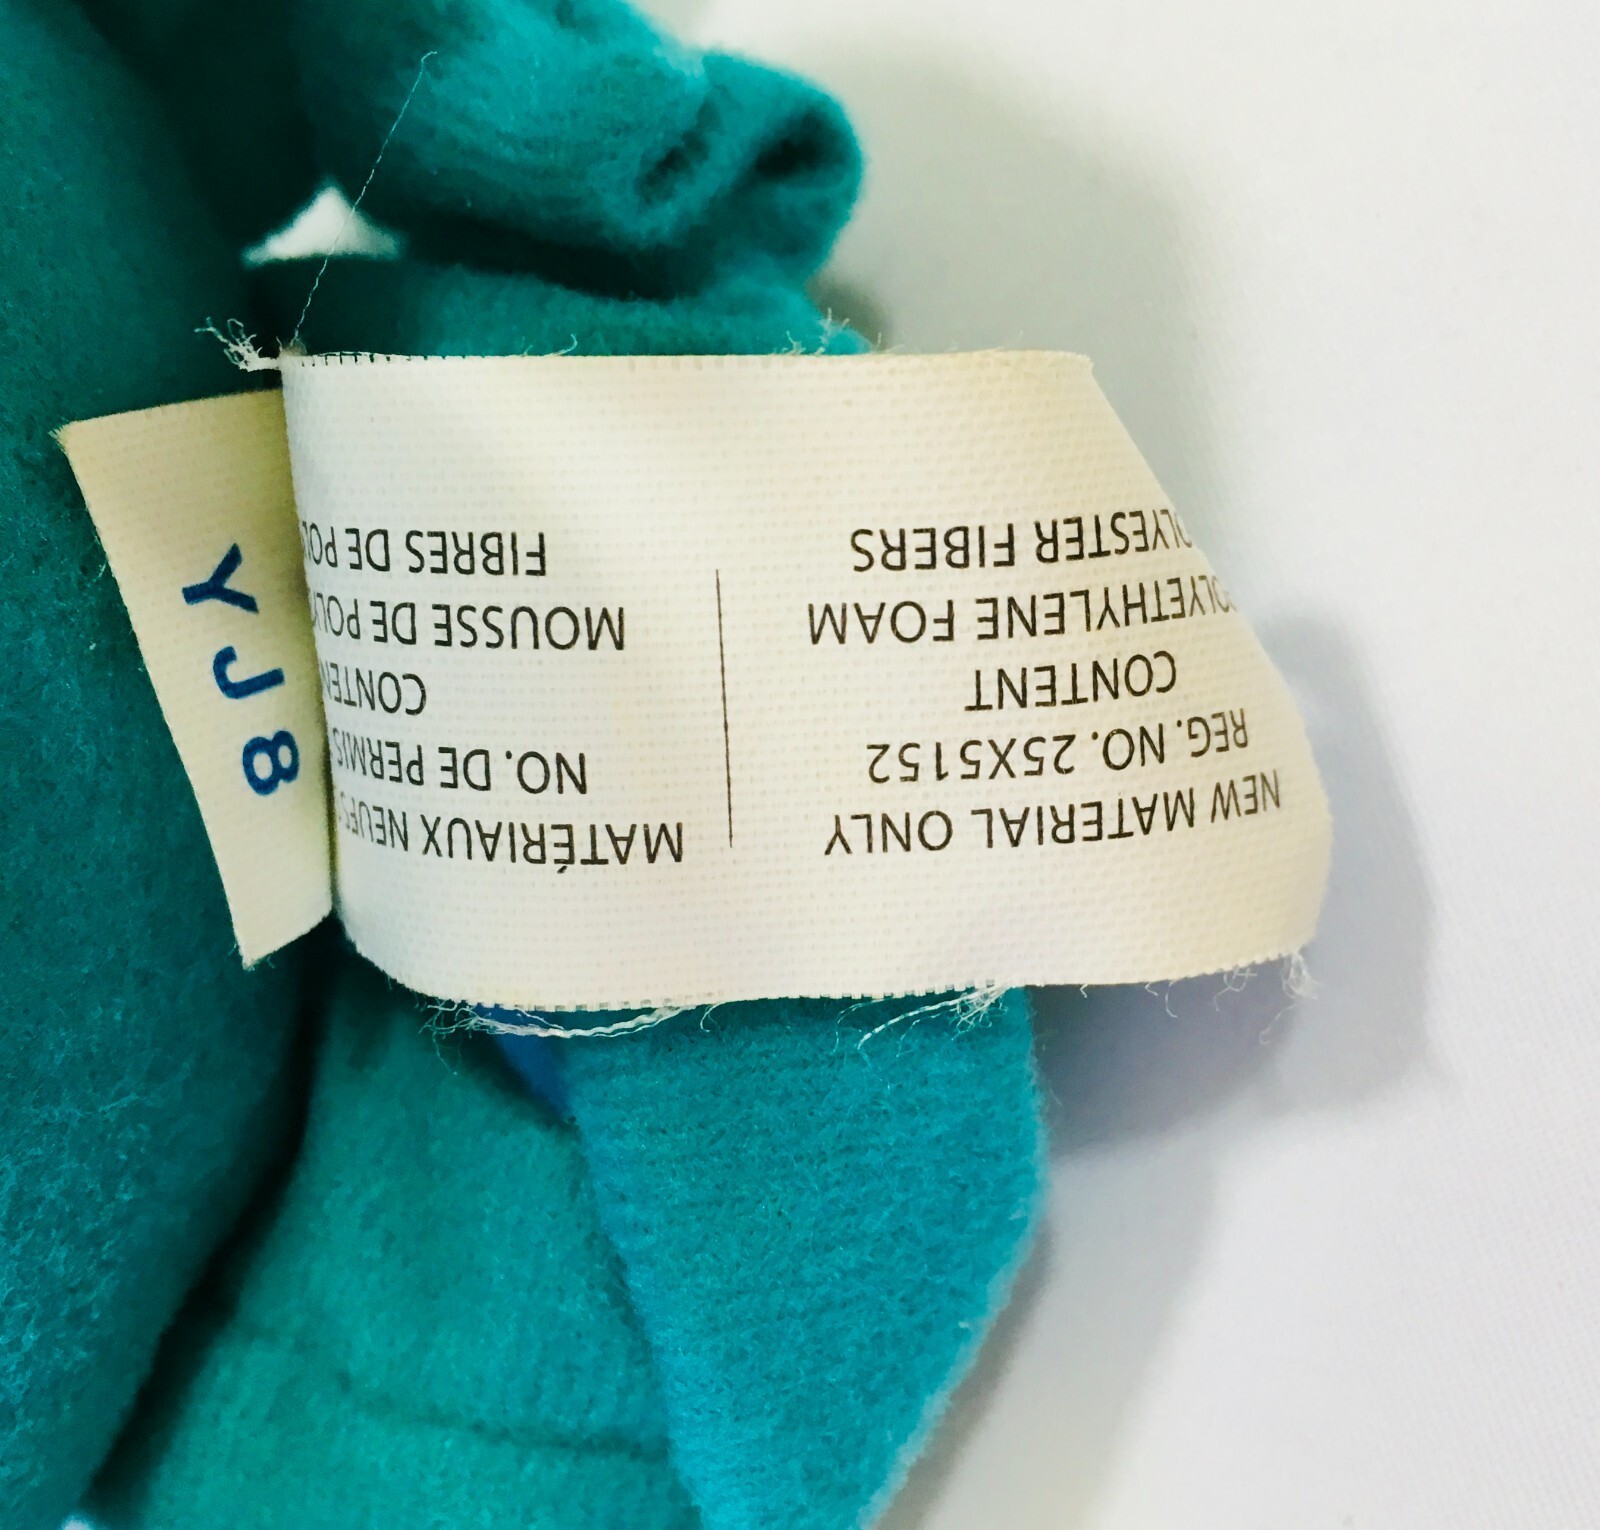 NEW MATERIAL ONLY
REG. NO. 25X5152
CONTENT
POLYETHYLENE FOAM
POLYESTER FIBERS
MATÉRIAUX NEUFS
NO. DE PERMIS
CONTEN
MOUSSE DE POLY
FIBRES DE POL
YJ8